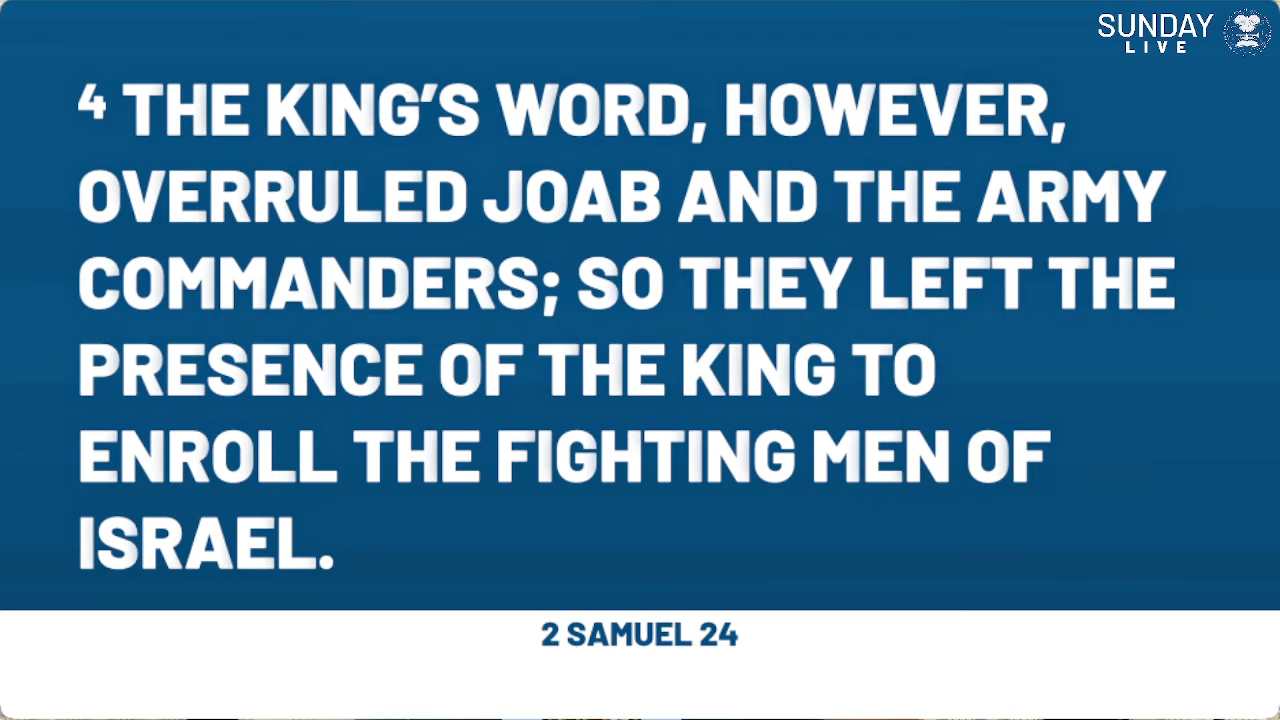 SUNDAY
LIVE
⁴ THE KING’S WORD, HOWEVER,
OVERRULED JOAB AND THE ARMY
COMMANDERS; SO THEY LEFT THE
PRESENCE OF THE KING TO
ENROLL THE FIGHTING MEN OF
ISRAEL.
2 SAMUEL 24